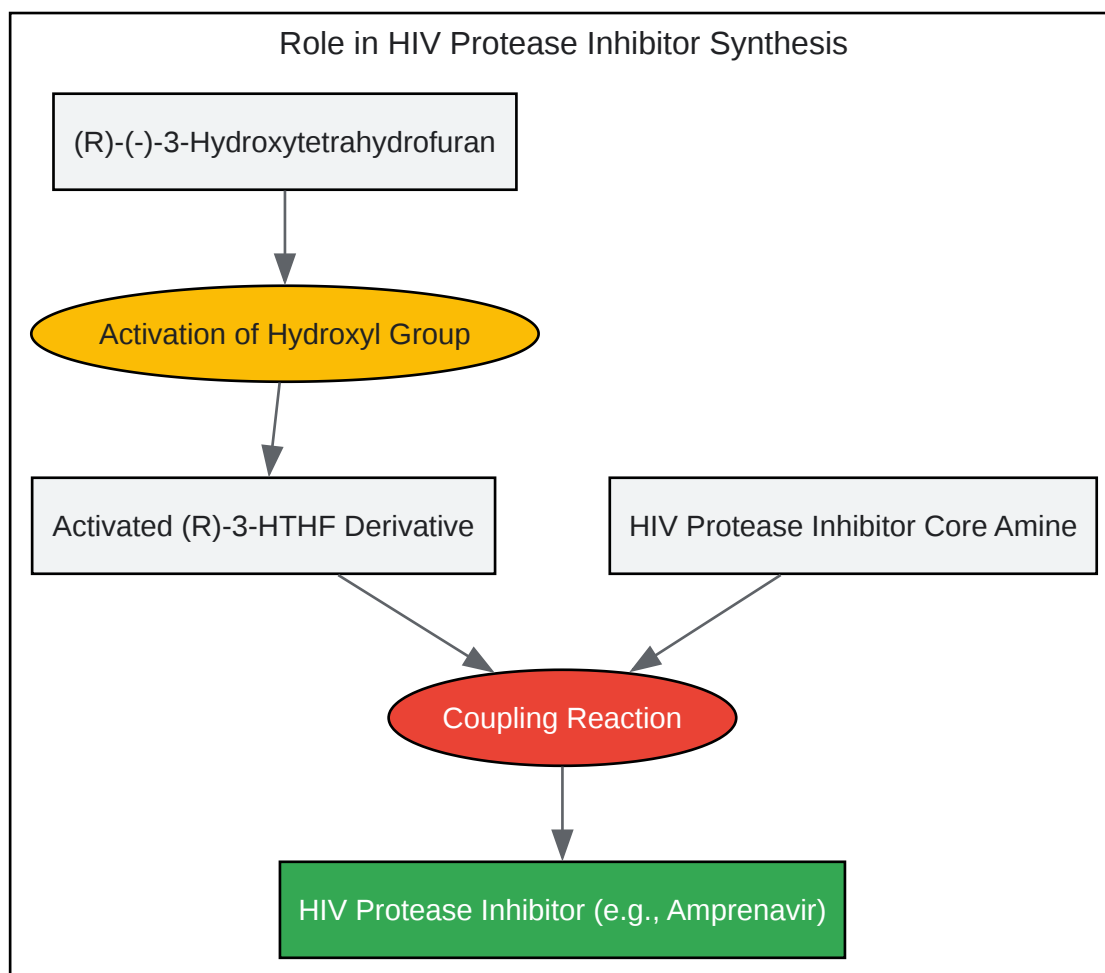 Role in HIV Protease Inhibitor Synthesis
(R)-(-)-3-Hydroxytetrahydrofuran
Activation of Hydroxyl Group
Activated (R)-3-HTHF Derivative
HIV Protease Inhibitor Core Amine
Coupling Reaction
HIV Protease Inhibitor (e.g., Amprenavir)